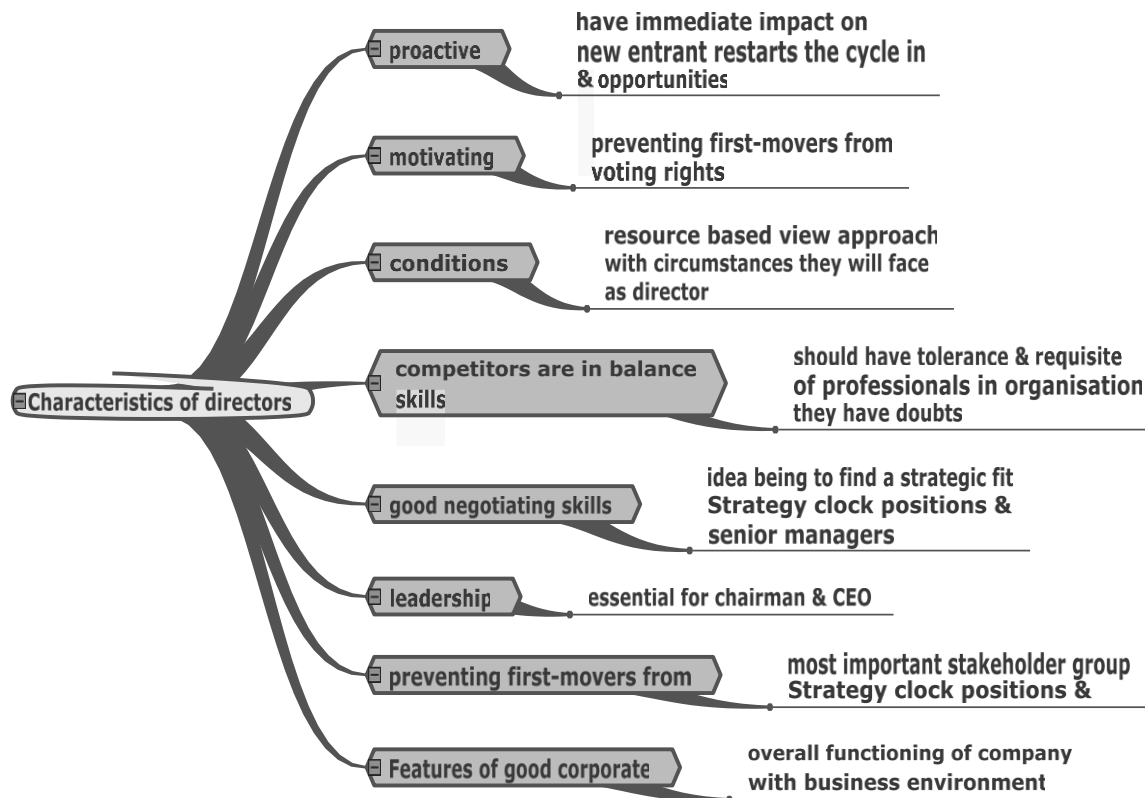 proactive
have immediate impact on
new entrant restarts the cycle in
& opportunities
motivating
preventing first-movers from
voting rights
conditions
resource based view approach
with circumstances they will face
as director
Characteristics of directors
competitors are in balance
skills
should have tolerance & requisite
of professionals in organisation
they have doubts
good negotiating skills
idea being to find a strategic fit
Strategy clock positions &
senior managers
leadership
essential for chairman & CEO
preventing first-movers from
most important stakeholder group
Strategy clock positions &
Features of good corporate
overall functioning of company
with business environment